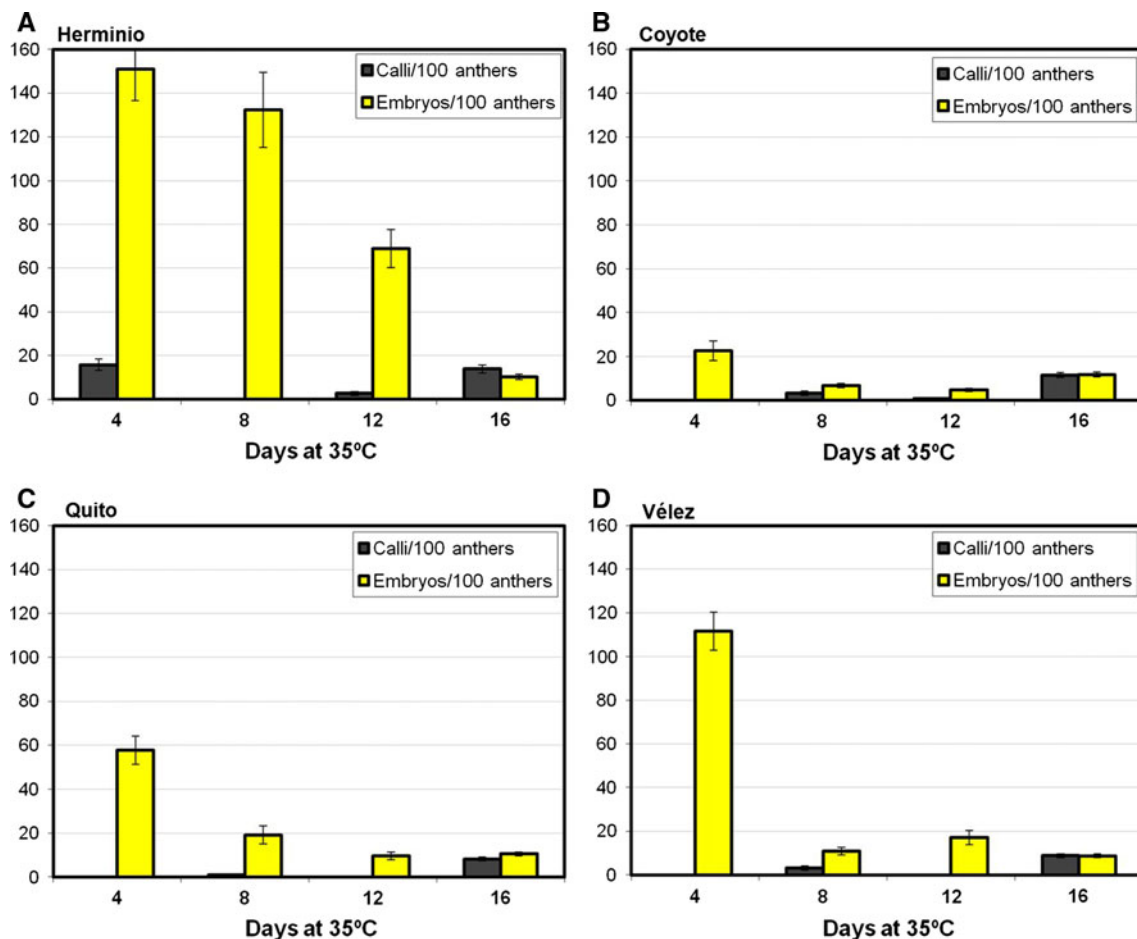 A
Herminio
160
140
120
100
80
60
40
20
0
Calli/100 anthers
Embryos/100 anthers
4 8 12 16
Days at 35ºC
B
Coyote
160
140
120
100
80
60
40
20
0
Calli/100 anthers
Embryos/100 anthers
4 8 12 16
Days at 35ºC
C
Quito
160
140
120
100
80
60
40
20
0
Calli/100 anthers
Embryos/100 anthers
4 8 12 16
Days at 35ºC
D
Vélez
160
140
120
100
80
60
40
20
0
Calli/100 anthers
Embryos/100 anthers
4 8 12 16
Days at 35ºC